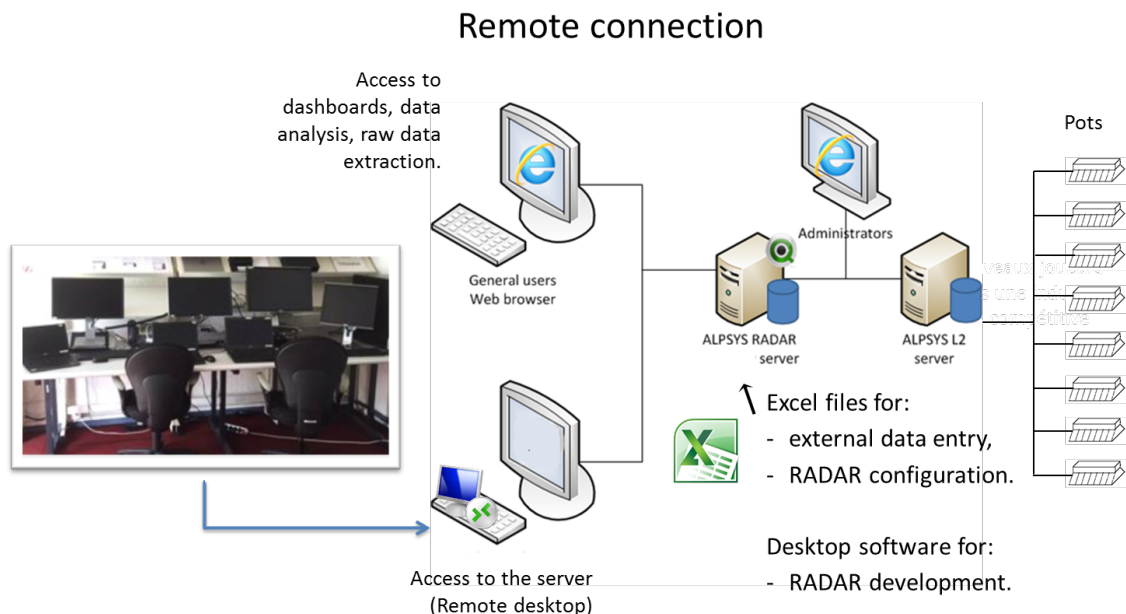 Remote connection
Access to
dashboards, data
analysis, raw data
extraction.
Pots
Administrators
General users
Web browser
ALPSYS RADAR
server
ALPSYS L2
server
une
compétitive
Excel files for:
- external data entry,
- RADAR configuration.
Desktop software for:
- RADAR development.
Access to the server
(Remote desktop)